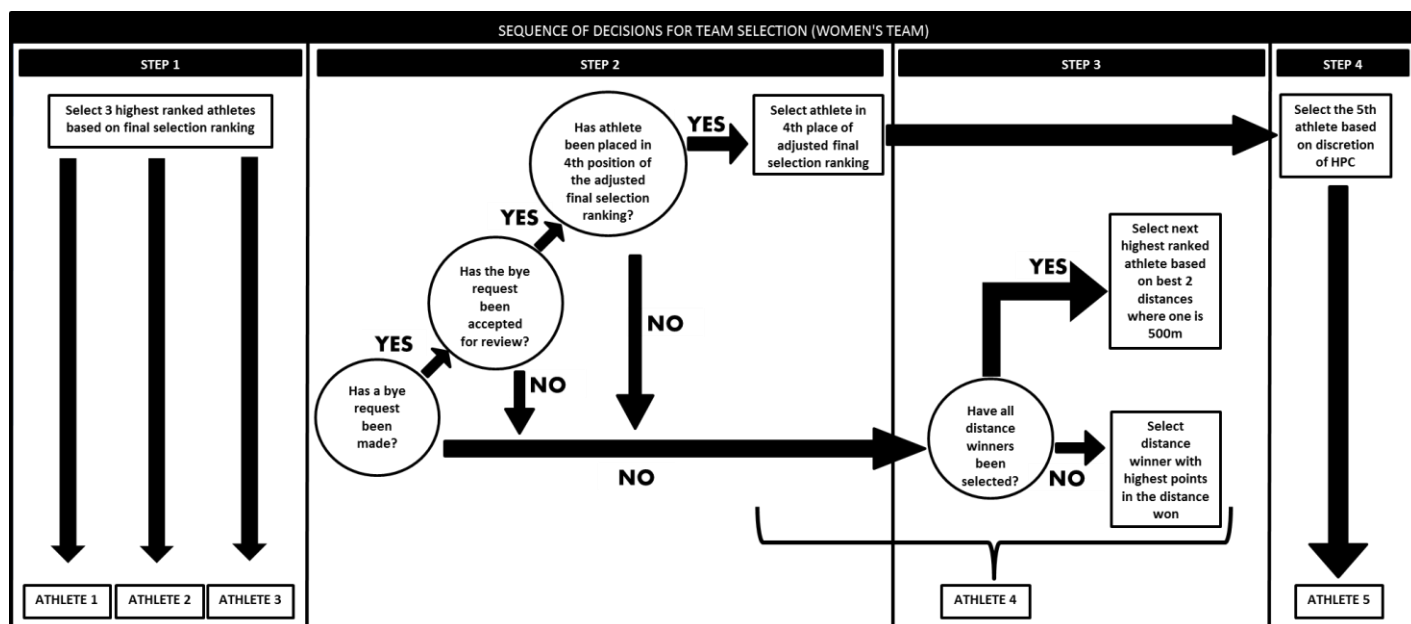 SEQUENCE OF DECISIONS FOR TEAM SELECTION (WOMEN'S TEAM)
STEP 1
Select 3 highest ranked athletes
based on final selection ranking
ATHLETE 1
ATHLETE 2
ATHLETE 3
STEP 2
Has a bye
request
been
made?
YES
NO
Has the bye
request
been
accepted
for review?
YES
NO
Has athlete
been placed in
4th position of
the adjusted
final selection
ranking?
YES
NO
Select athlete in
4th place of
adjusted final
selection ranking
STEP 3
Have all
distance
winners
been
selected?
YES
Select next
highest ranked
athlete based
on best 2
distances
where one is
500m
NO
Select
distance
winner with
highest points
in the distance
won
ATHLETE 4
STEP 4
Select the 5th
athlete based
on discretion
of HPC
ATHLETE 5